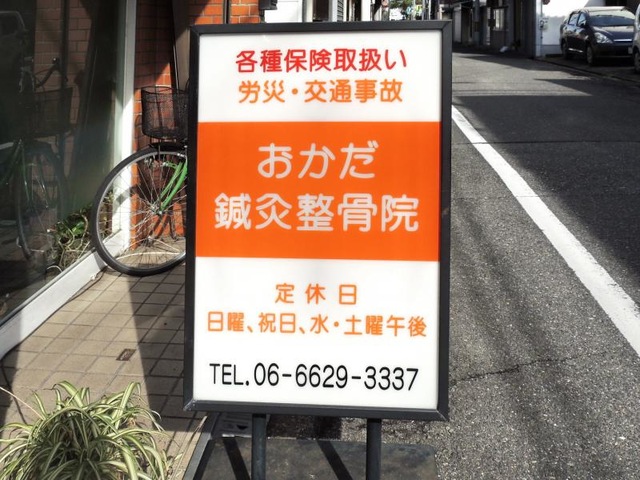 各種保険取扱い
労災・交通事故
おかだ
鍼灸整骨院
定休日
日曜、祝日、水・土曜午後
TEL.06-6629-3337